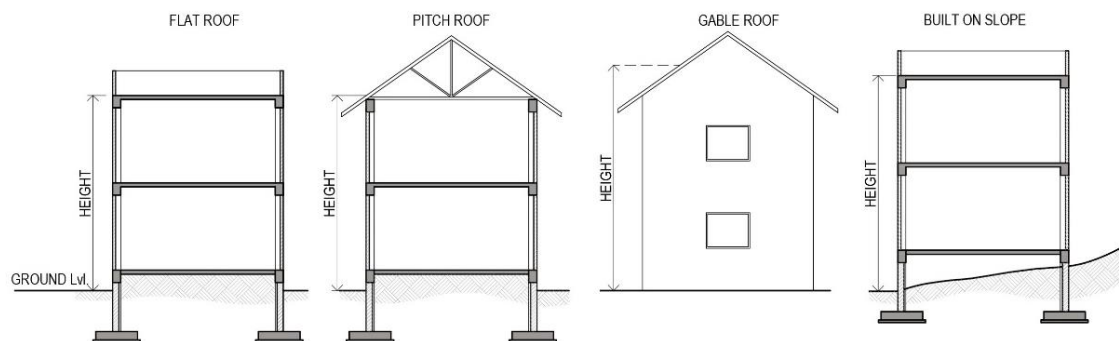 FLAT ROOF
PITCH ROOF
GABLE ROOF
BUILT ON SLOPE
HEIGHT
HEIGHT
HEIGHT
HEIGHT
GROUND Lvl.